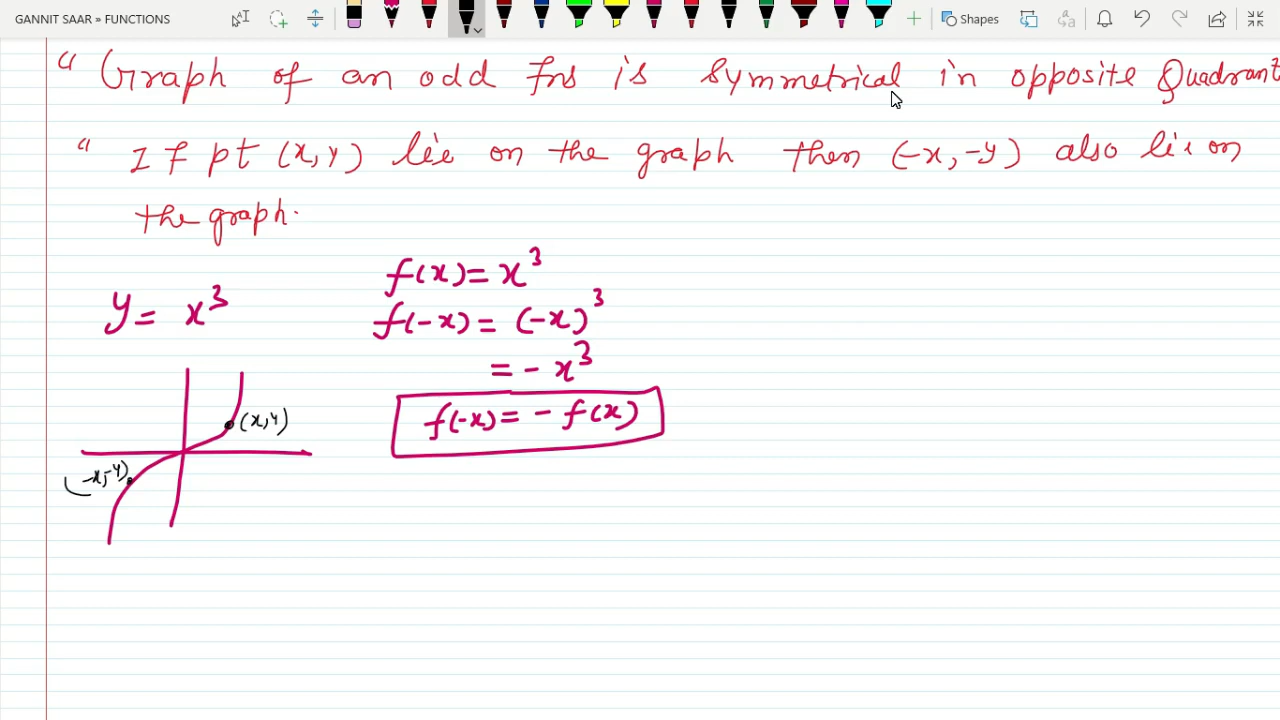 GANNIT SAAR » FUNCTIONS
Shapes
" Graph of an odd fns is Symmetrical in opposite Quadrant
" If pt (x,y) lie on the graph then (-x,-y) also lie on
the graph.
y = x³
f(x) = x³
f(-x) = (-x)³
= - x³
f(-x) = - f(x)
(x,y)
(-x,-y)